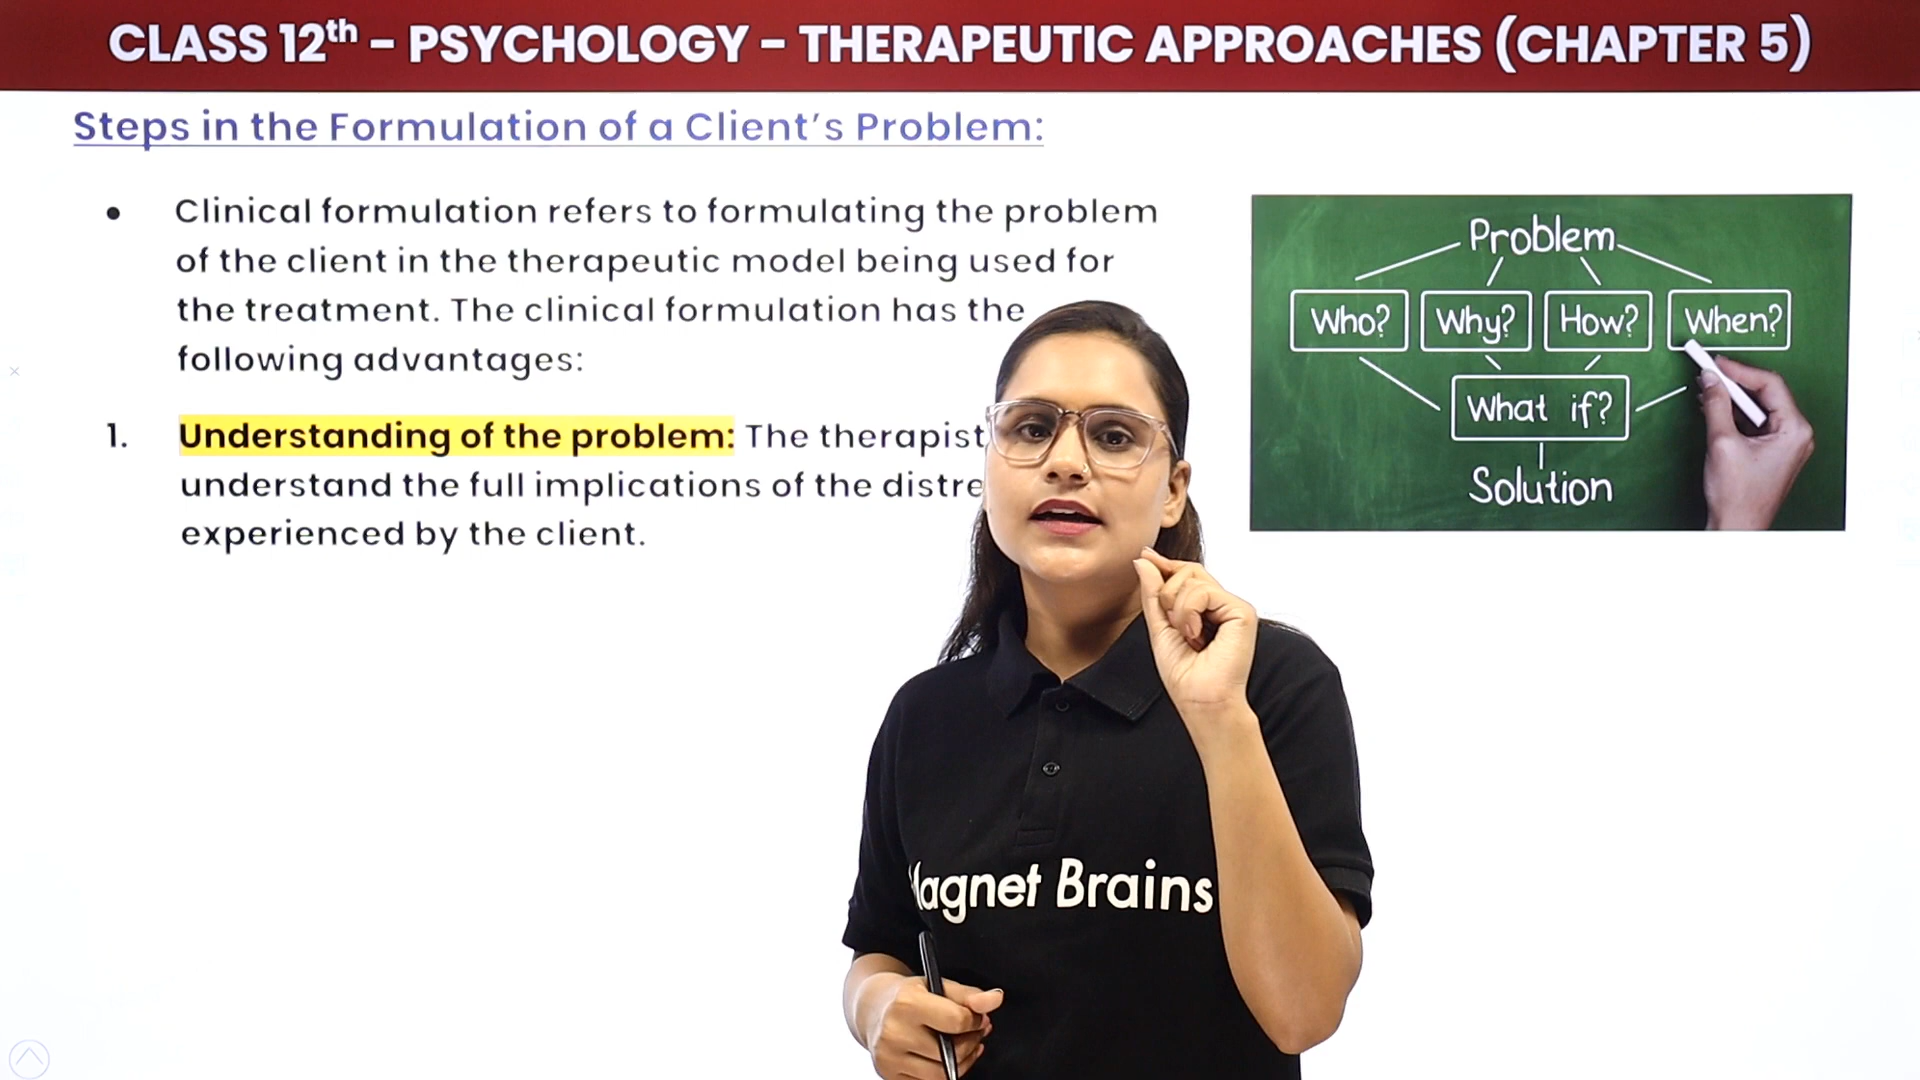 CLASS 12th – PSYCHOLOGY – THERAPEUTIC APPROACHES (CHAPTER 5)
Steps in the Formulation of a Client's Problem:
• Clinical formulation refers to formulating the problem
of the client in the therapeutic model being used for
the treatment. The clinical formulation has the
following advantages:
1. Understanding of the problem: The therapist
understand the full implications of the
experienced by the client.
Problem
Who? Why? How? When?
What if?
Solution
Brains